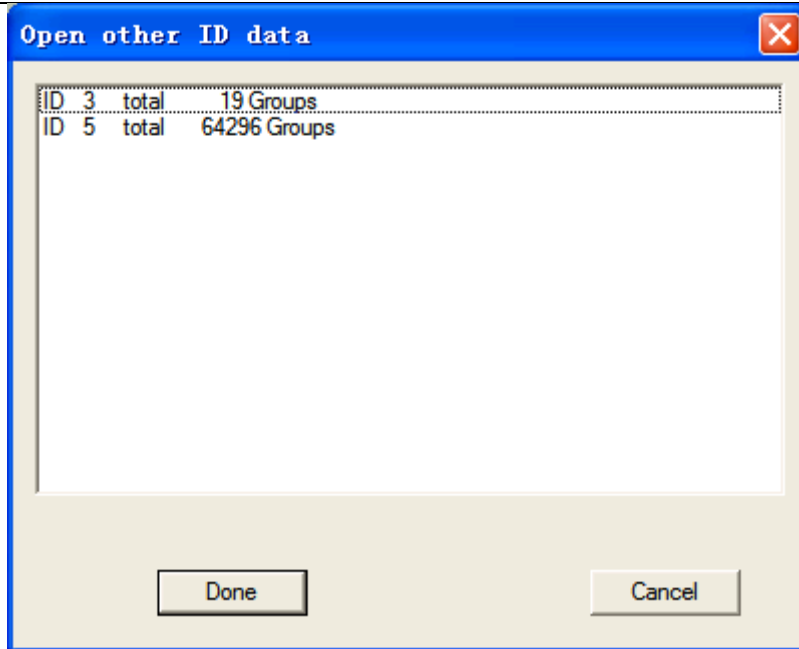 Open other ID data
ID 3 total 19 Groups
ID 5 total 64296 Groups
Done
Cancel